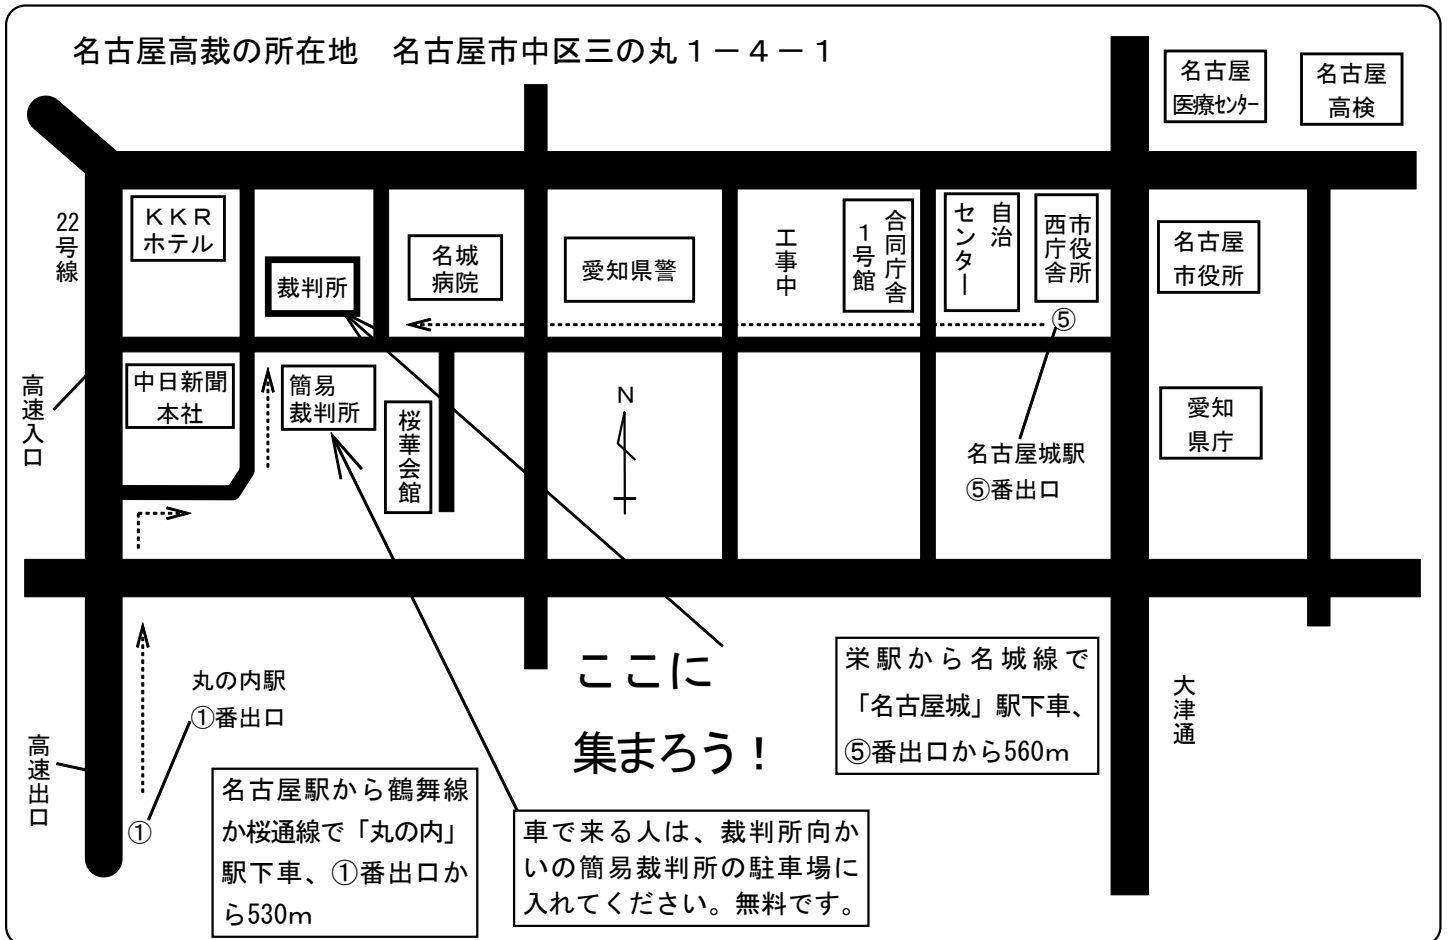 名古屋高裁の所在地　名古屋市中区三の丸１－４－１
名古屋
医療センター
名古屋
高検
22号線
ＫＫＲ
ホテル
裁判所
名城
病院
愛知県警
工事中
合同庁舎
１号館
自治
センター
市役所
西庁舎
名古屋
市役所
⑤
高速入口
中日新聞
本社
簡易
裁判所
桜華会館
N
名古屋城駅
⑤番出口
愛知
県庁
丸の内駅
①番出口
高速出口
①
ここに
集まろう！
栄駅から名城線で
「名古屋城」駅下車、
⑤番出口から560m
大津通
名古屋駅から鶴舞線
か桜通線で「丸の内」
駅下車、①番出口か
ら530m
車で来る人は、裁判所向か
いの簡易裁判所の駐車場に
入れてください。無料です。